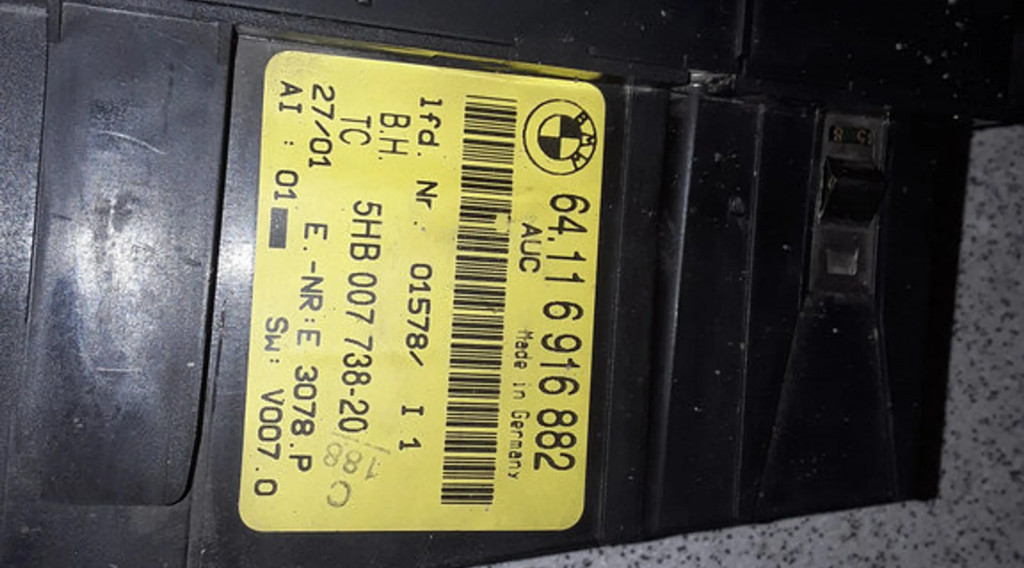 BMW 64.11 6 916 882
AUC Made in Germany
lfd. Nr. 01578/ I 1
B.H.
TC 5HB 007 738-20
/188 C
27/01 E.-NR:E 3078.P
AI : 01 Sw: V007.0